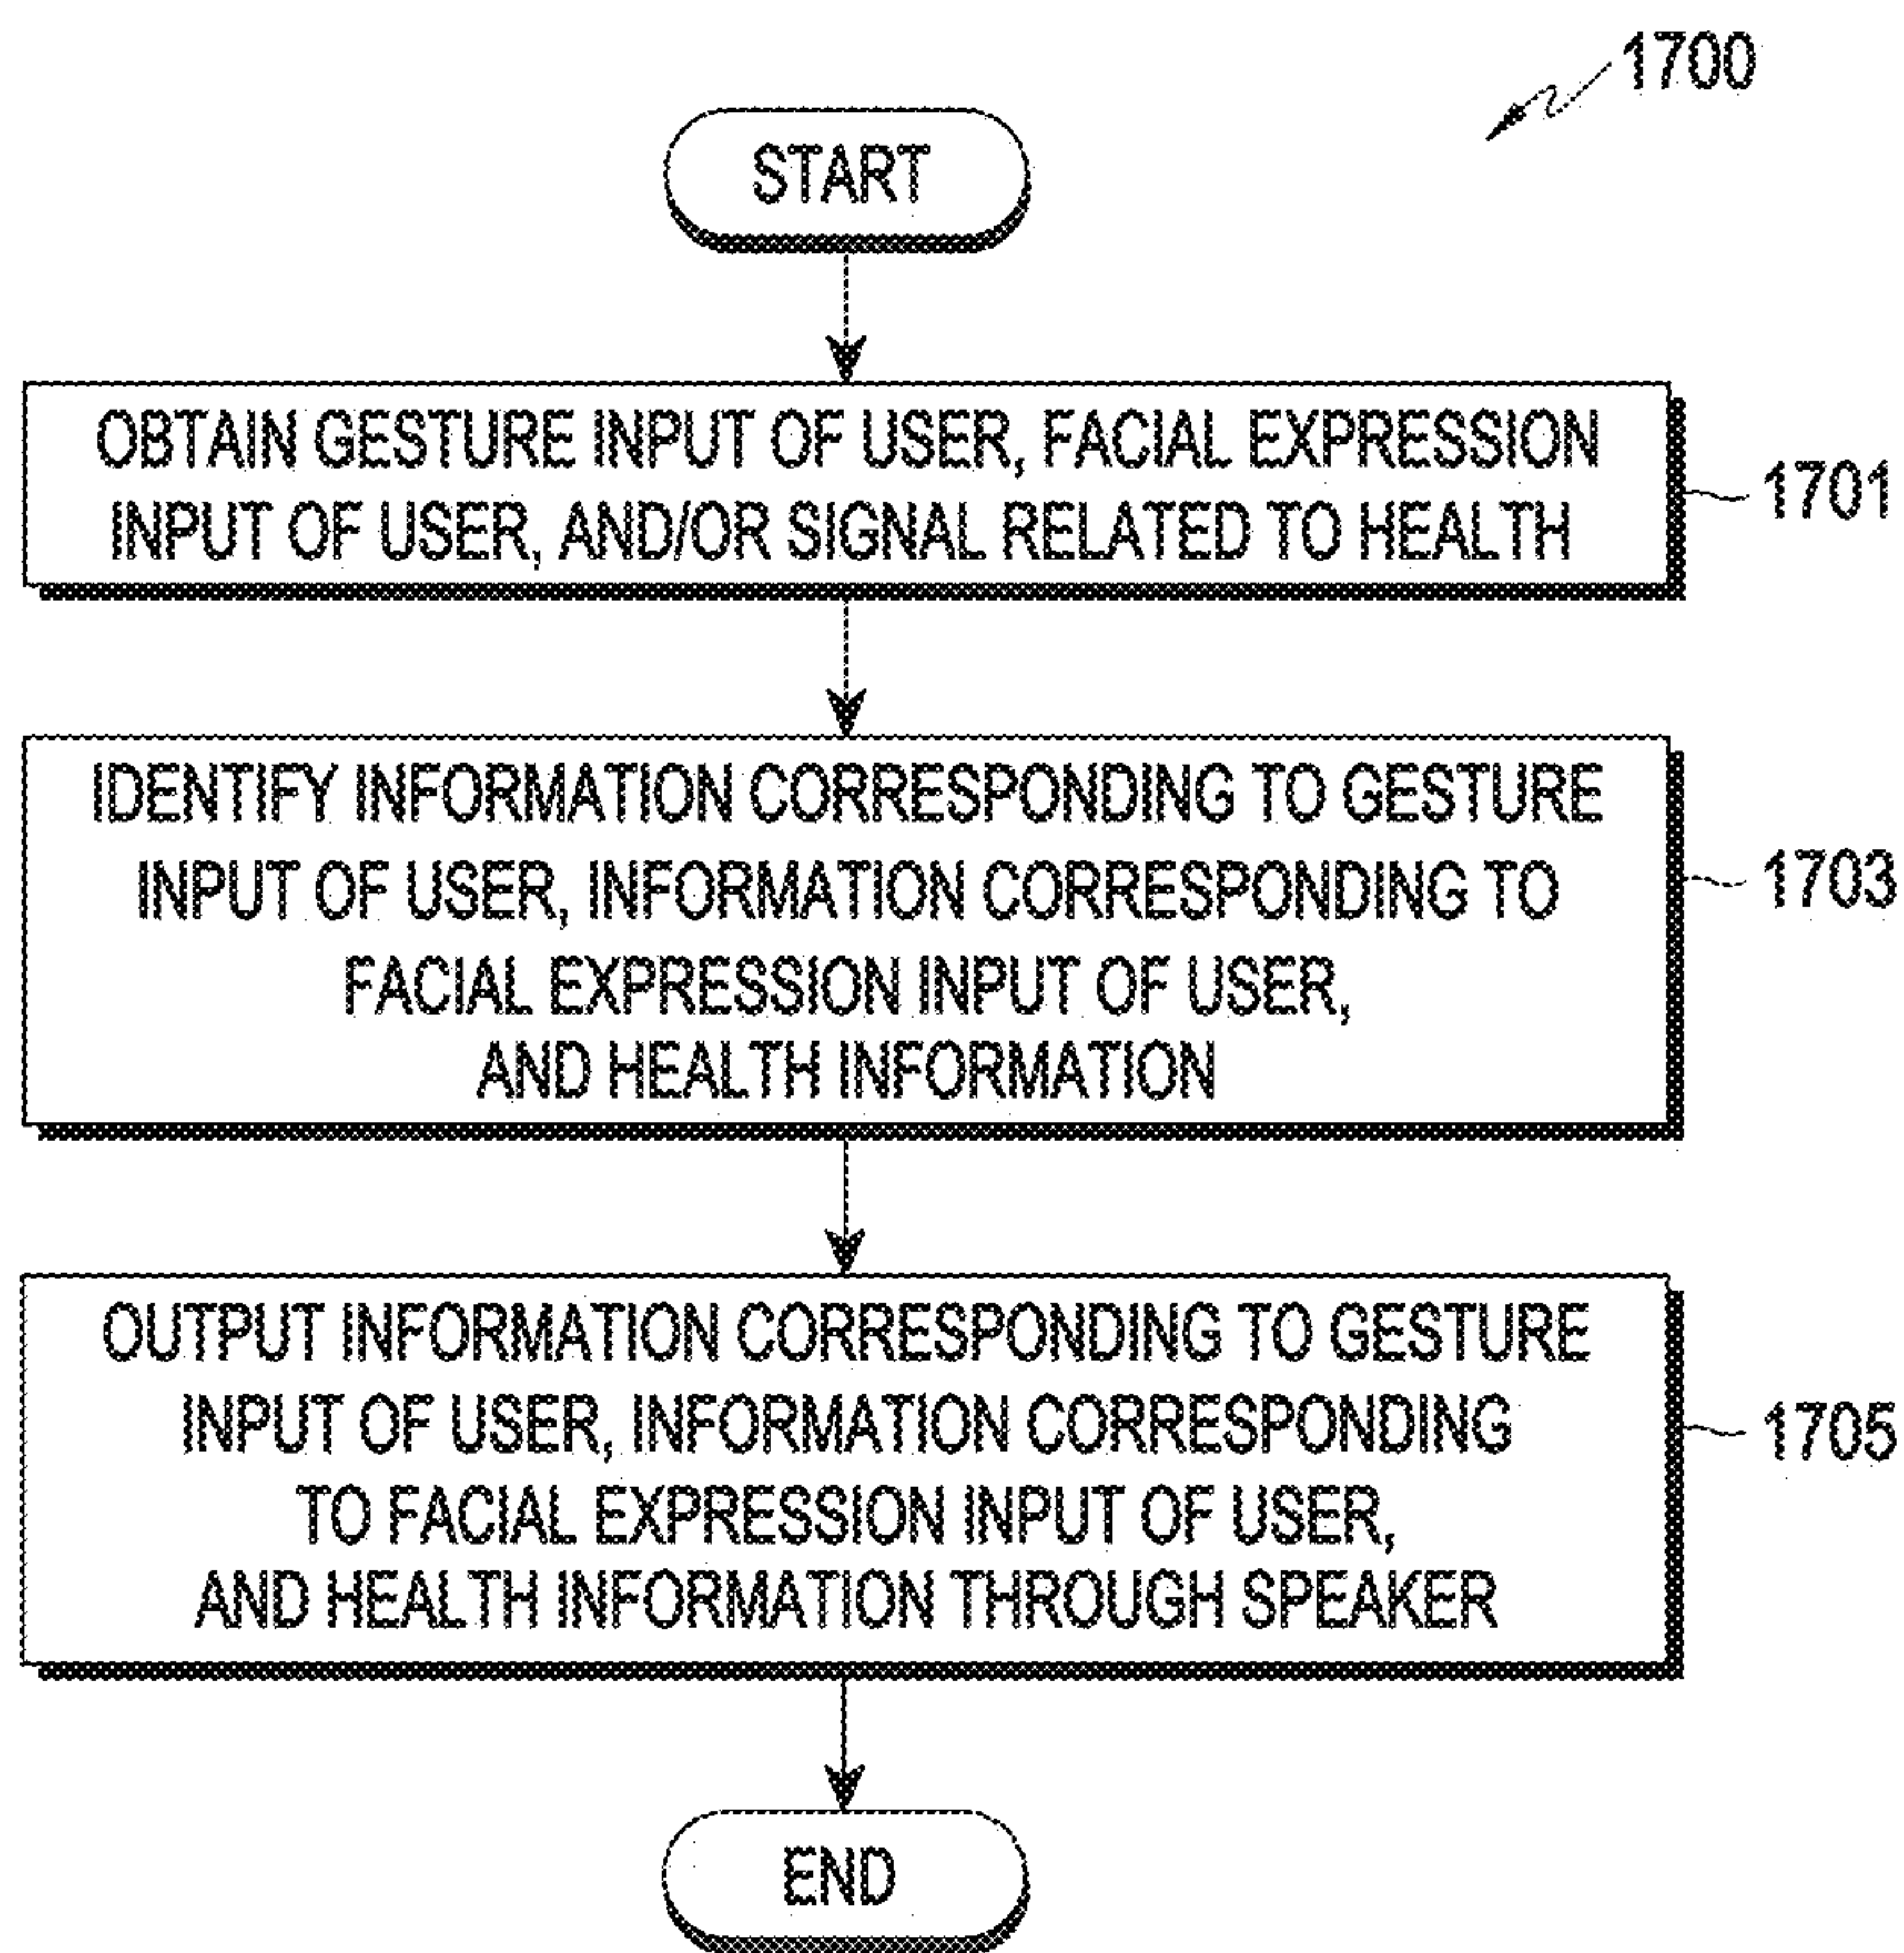 1700
START
OBTAIN GESTURE INPUT OF USER, FACIAL EXPRESSION
INPUT OF USER, AND/OR SIGNAL RELATED TO HEALTH
1701
IDENTIFY INFORMATION CORRESPONDING TO GESTURE
INPUT OF USER, INFORMATION CORRESPONDING TO
FACIAL EXPRESSION INPUT OF USER,
AND HEALTH INFORMATION
1703
OUTPUT INFORMATION CORRESPONDING TO GESTURE
INPUT OF USER, INFORMATION CORRESPONDING
TO FACIAL EXPRESSION INPUT OF USER,
AND HEALTH INFORMATION THROUGH SPEAKER
1705
END